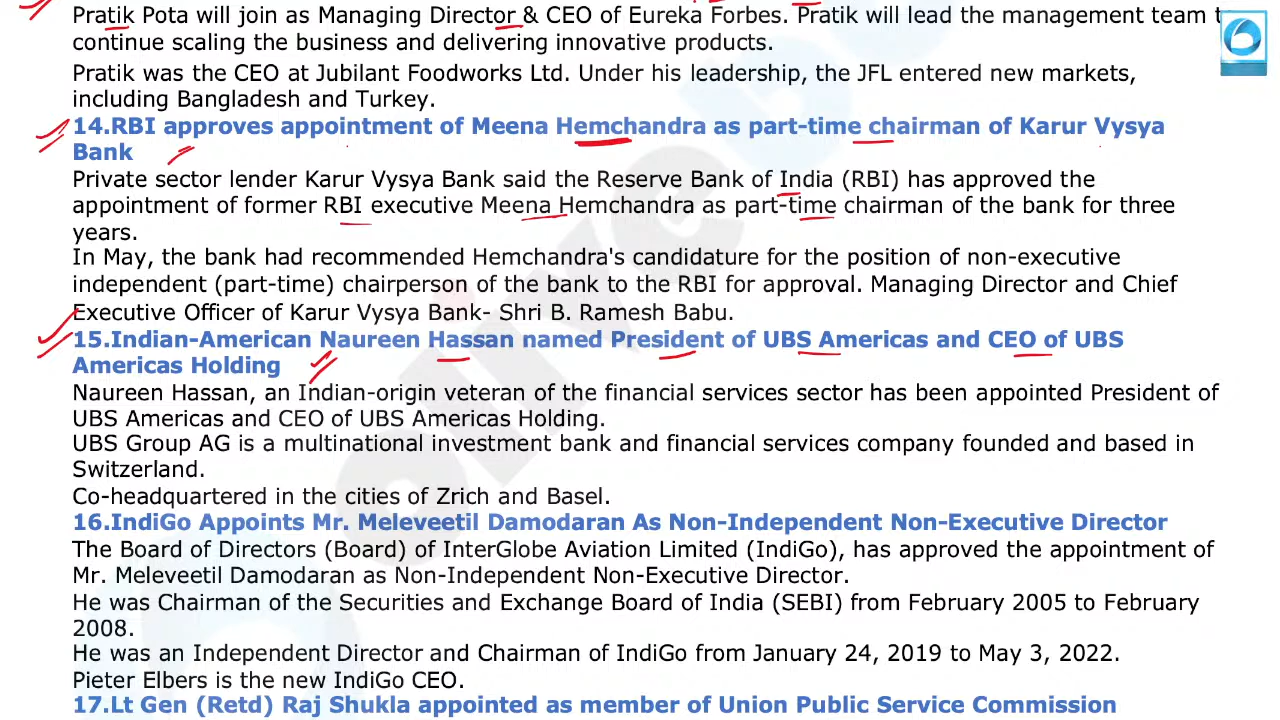 Pratik Pota will join as Managing Director & CEO of Eureka Forbes. Pratik will lead the management team
continue scaling the business and delivering innovative products.
Pratik was the CEO at Jubilant Foodworks Ltd. Under his leadership, the JFL entered new markets,
including Bangladesh and Turkey.
14.RBI approves appointment of Meena Hemchandra as part-time chairman of Karur Vysya
Bank
Private sector lender Karur Vysya Bank said the Reserve Bank of India (RBI) has approved the
appointment of former RBI executive Meena Hemchandra as part-time chairman of the bank for three
years.
In May, the bank had recommended Hemchandra's candidature for the position of non-executive
independent (part-time) chairperson of the bank to the RBI for approval. Managing Director and Chief
Executive Officer of Karur Vysya Bank- Shri B. Ramesh Babu.
15.Indian-American Naureen Hassan named President of UBS Americas and CEO of UBS
Americas Holding
Naureen Hassan, an Indian-origin veteran of the financial services sector has been appointed President of
UBS Americas and CEO of UBS Americas Holding.
UBS Group AG is a multinational investment bank and financial services company founded and based in
Switzerland.
Co-headquartered in the cities of Zrich and Basel.
16.IndiGo Appoints Mr. Meleveetil Damodaran As Non-Independent Non-Executive Director
The Board of Directors (Board) of InterGlobe Aviation Limited (IndiGo), has approved the appointment of
Mr. Meleveetil Damodaran as Non-Independent Non-Executive Director.
He was Chairman of the Securities and Exchange Board of India (SEBI) from February 2005 to February
2008.
He was an Independent Director and Chairman of IndiGo from January 24, 2019 to May 3, 2022.
Pieter Elbers is the new IndiGo CEO.
17.Lt Gen (Retd) Raj Shukla appointed as member of Union Public Service Commission